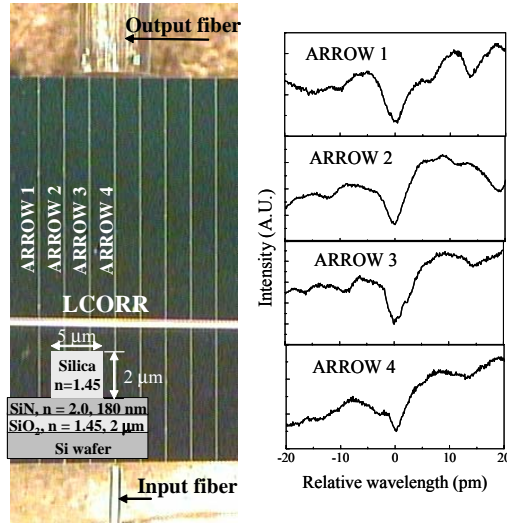 Output fiber
ARROW 1
ARROW 2
ARROW 3
ARROW 4
LCORR
5 μm
Silica
n=1.45
2 μm
SiN, n = 2.0, 180 nm
SiO₂, n = 1.45, 2 μm
Si wafer
Input fiber
Intensity (A.U.)
ARROW 1
ARROW 2
ARROW 3
ARROW 4
-20 -10 0 10 20
Relative wavelength (pm)